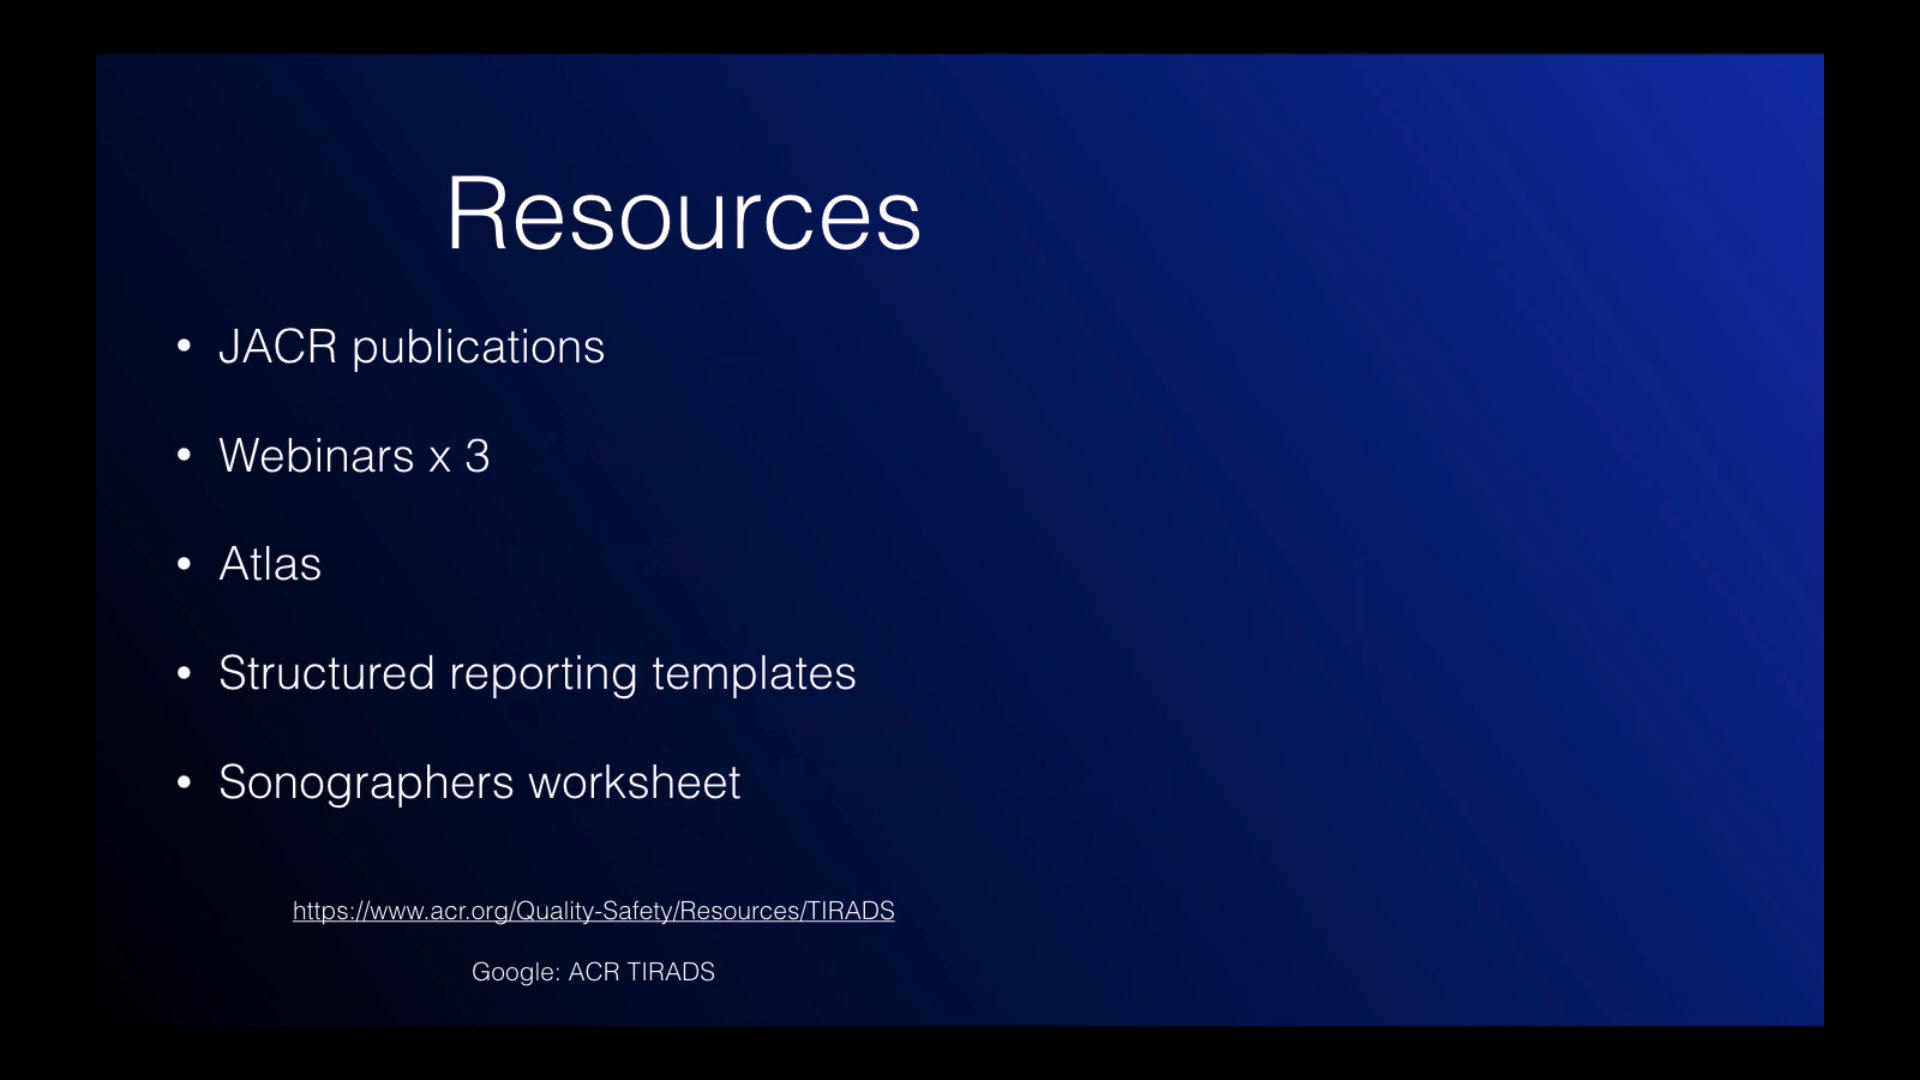 Resources
• JACR publications
• Webinars x 3
• Atlas
• Structured reporting templates
• Sonographers worksheet
https://www.acr.org/Quality-Safety/Resources/TIRADS
Google: ACR TIRADS